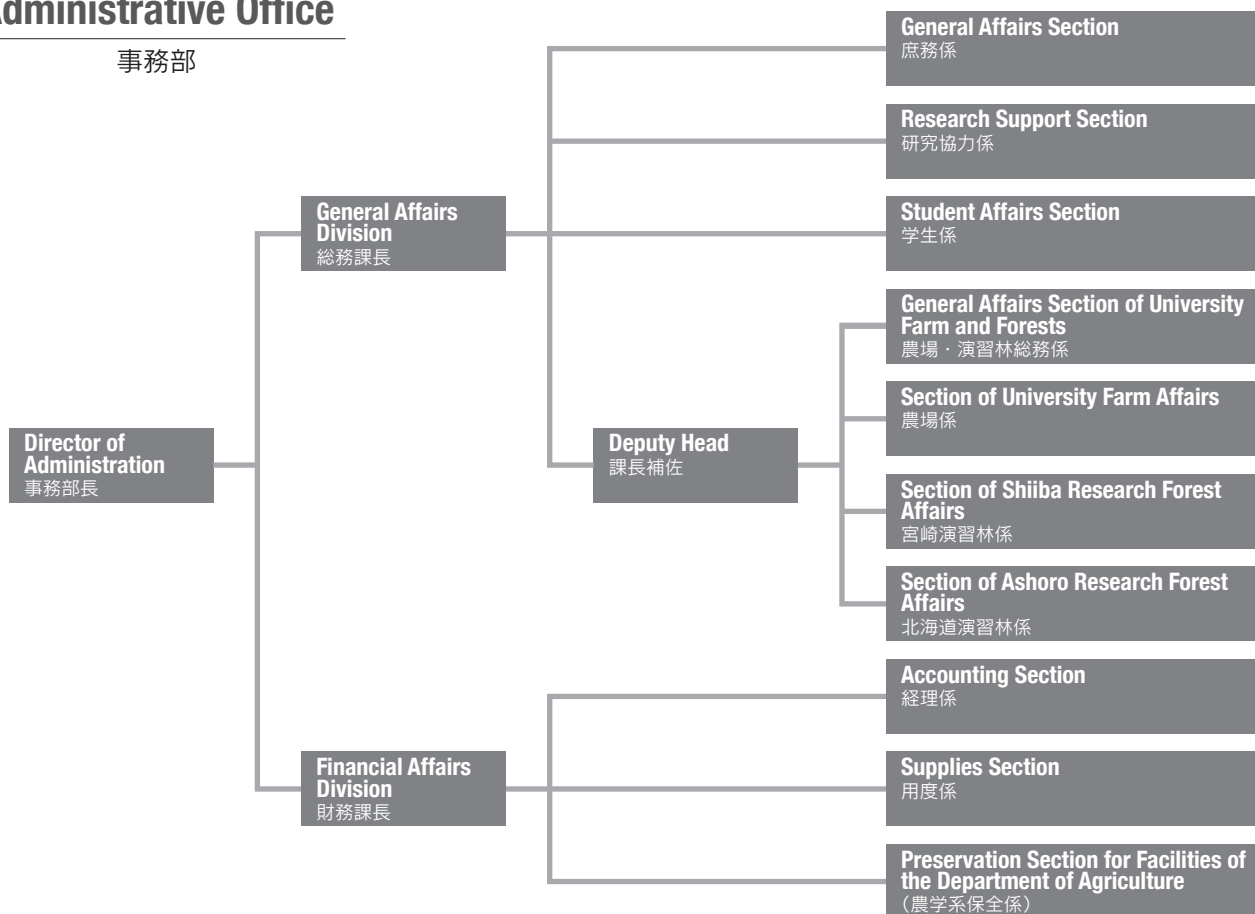 dministrative Office
事務部
General Affairs Section
庶務係
Research Support Section
研究協力係
General Affairs
Division
総務課長
Student Affairs Section
学生係
General Affairs Section of University
Farm and Forests
農場・演習林総務係
Section of University Farm Affairs
農場係
Director of
Administration
事務部長
Deputy Head
課長補佐
Section of Shiiba Research Forest
Affairs
宮崎演習林係
Section of Ashoro Research Forest
Affairs
北海道演習林係
Accounting Section
経理係
Financial Affairs
Division
財務課長
Supplies Section
用度係
Preservation Section for Facilities of
the Department of Agriculture
（農学系保全係）